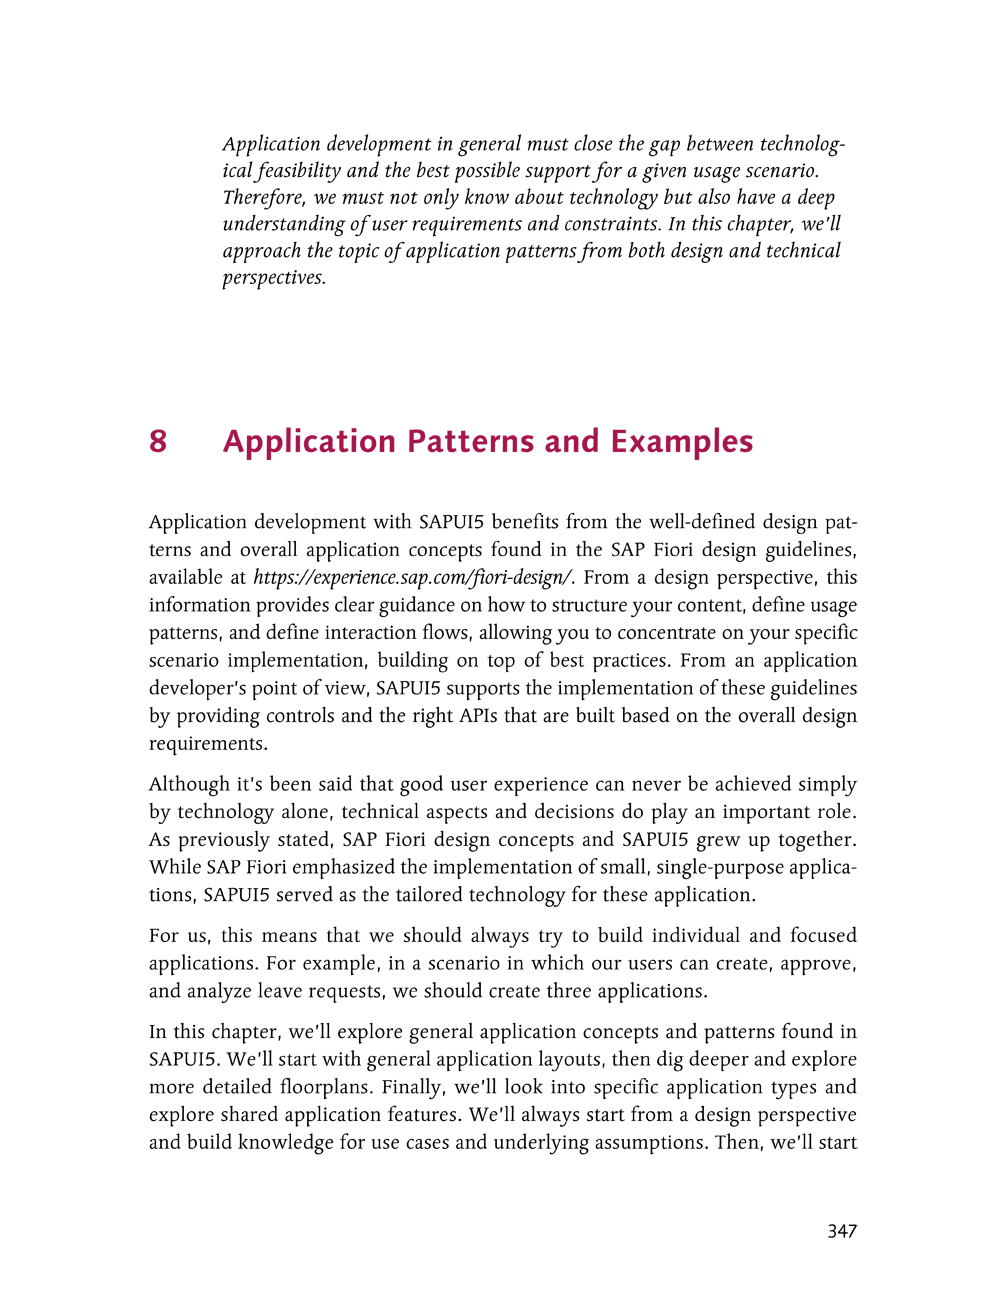 Application development in general must close the gap between technolog-
ical feasibility and the best possible support for a given usage scenario.
Therefore, we must not only know about technology but also have a deep
understanding of user requirements and constraints. In this chapter, we'll
approach the topic of application patterns from both design and technical
perspectives.
8 Application Patterns and Examples
Application development with SAPUI5 benefits from the well-defined design pat-
terns and overall application concepts found in the SAP Fiori design guidelines,
available at https://experience.sap.com/fiori-design/. From a design perspective, this
information provides clear guidance on how to structure your content, define usage
patterns, and define interaction flows, allowing you to concentrate on your specific
scenario implementation, building on top of best practices. From an application
developer's point of view, SAPUI5 supports the implementation of these guidelines
by providing controls and the right APIs that are built based on the overall design
requirements.
Although it's been said that good user experience can never be achieved simply
by technology alone, technical aspects and decisions do play an important role.
As previously stated, SAP Fiori design concepts and SAPUI5 grew up together.
While SAP Fiori emphasized the implementation of small, single-purpose applica-
tions, SAPUI5 served as the tailored technology for these application.
For us, this means that we should always try to build individual and focused
applications. For example, in a scenario in which our users can create, approve,
and analyze leave requests, we should create three applications.
In this chapter, we'll explore general application concepts and patterns found in
SAPUI5. We'll start with general application layouts, then dig deeper and explore
more detailed floorplans. Finally, we'll look into specific application types and
explore shared application features. We'll always start from a design perspective
and build knowledge for use cases and underlying assumptions. Then, we'll start
347